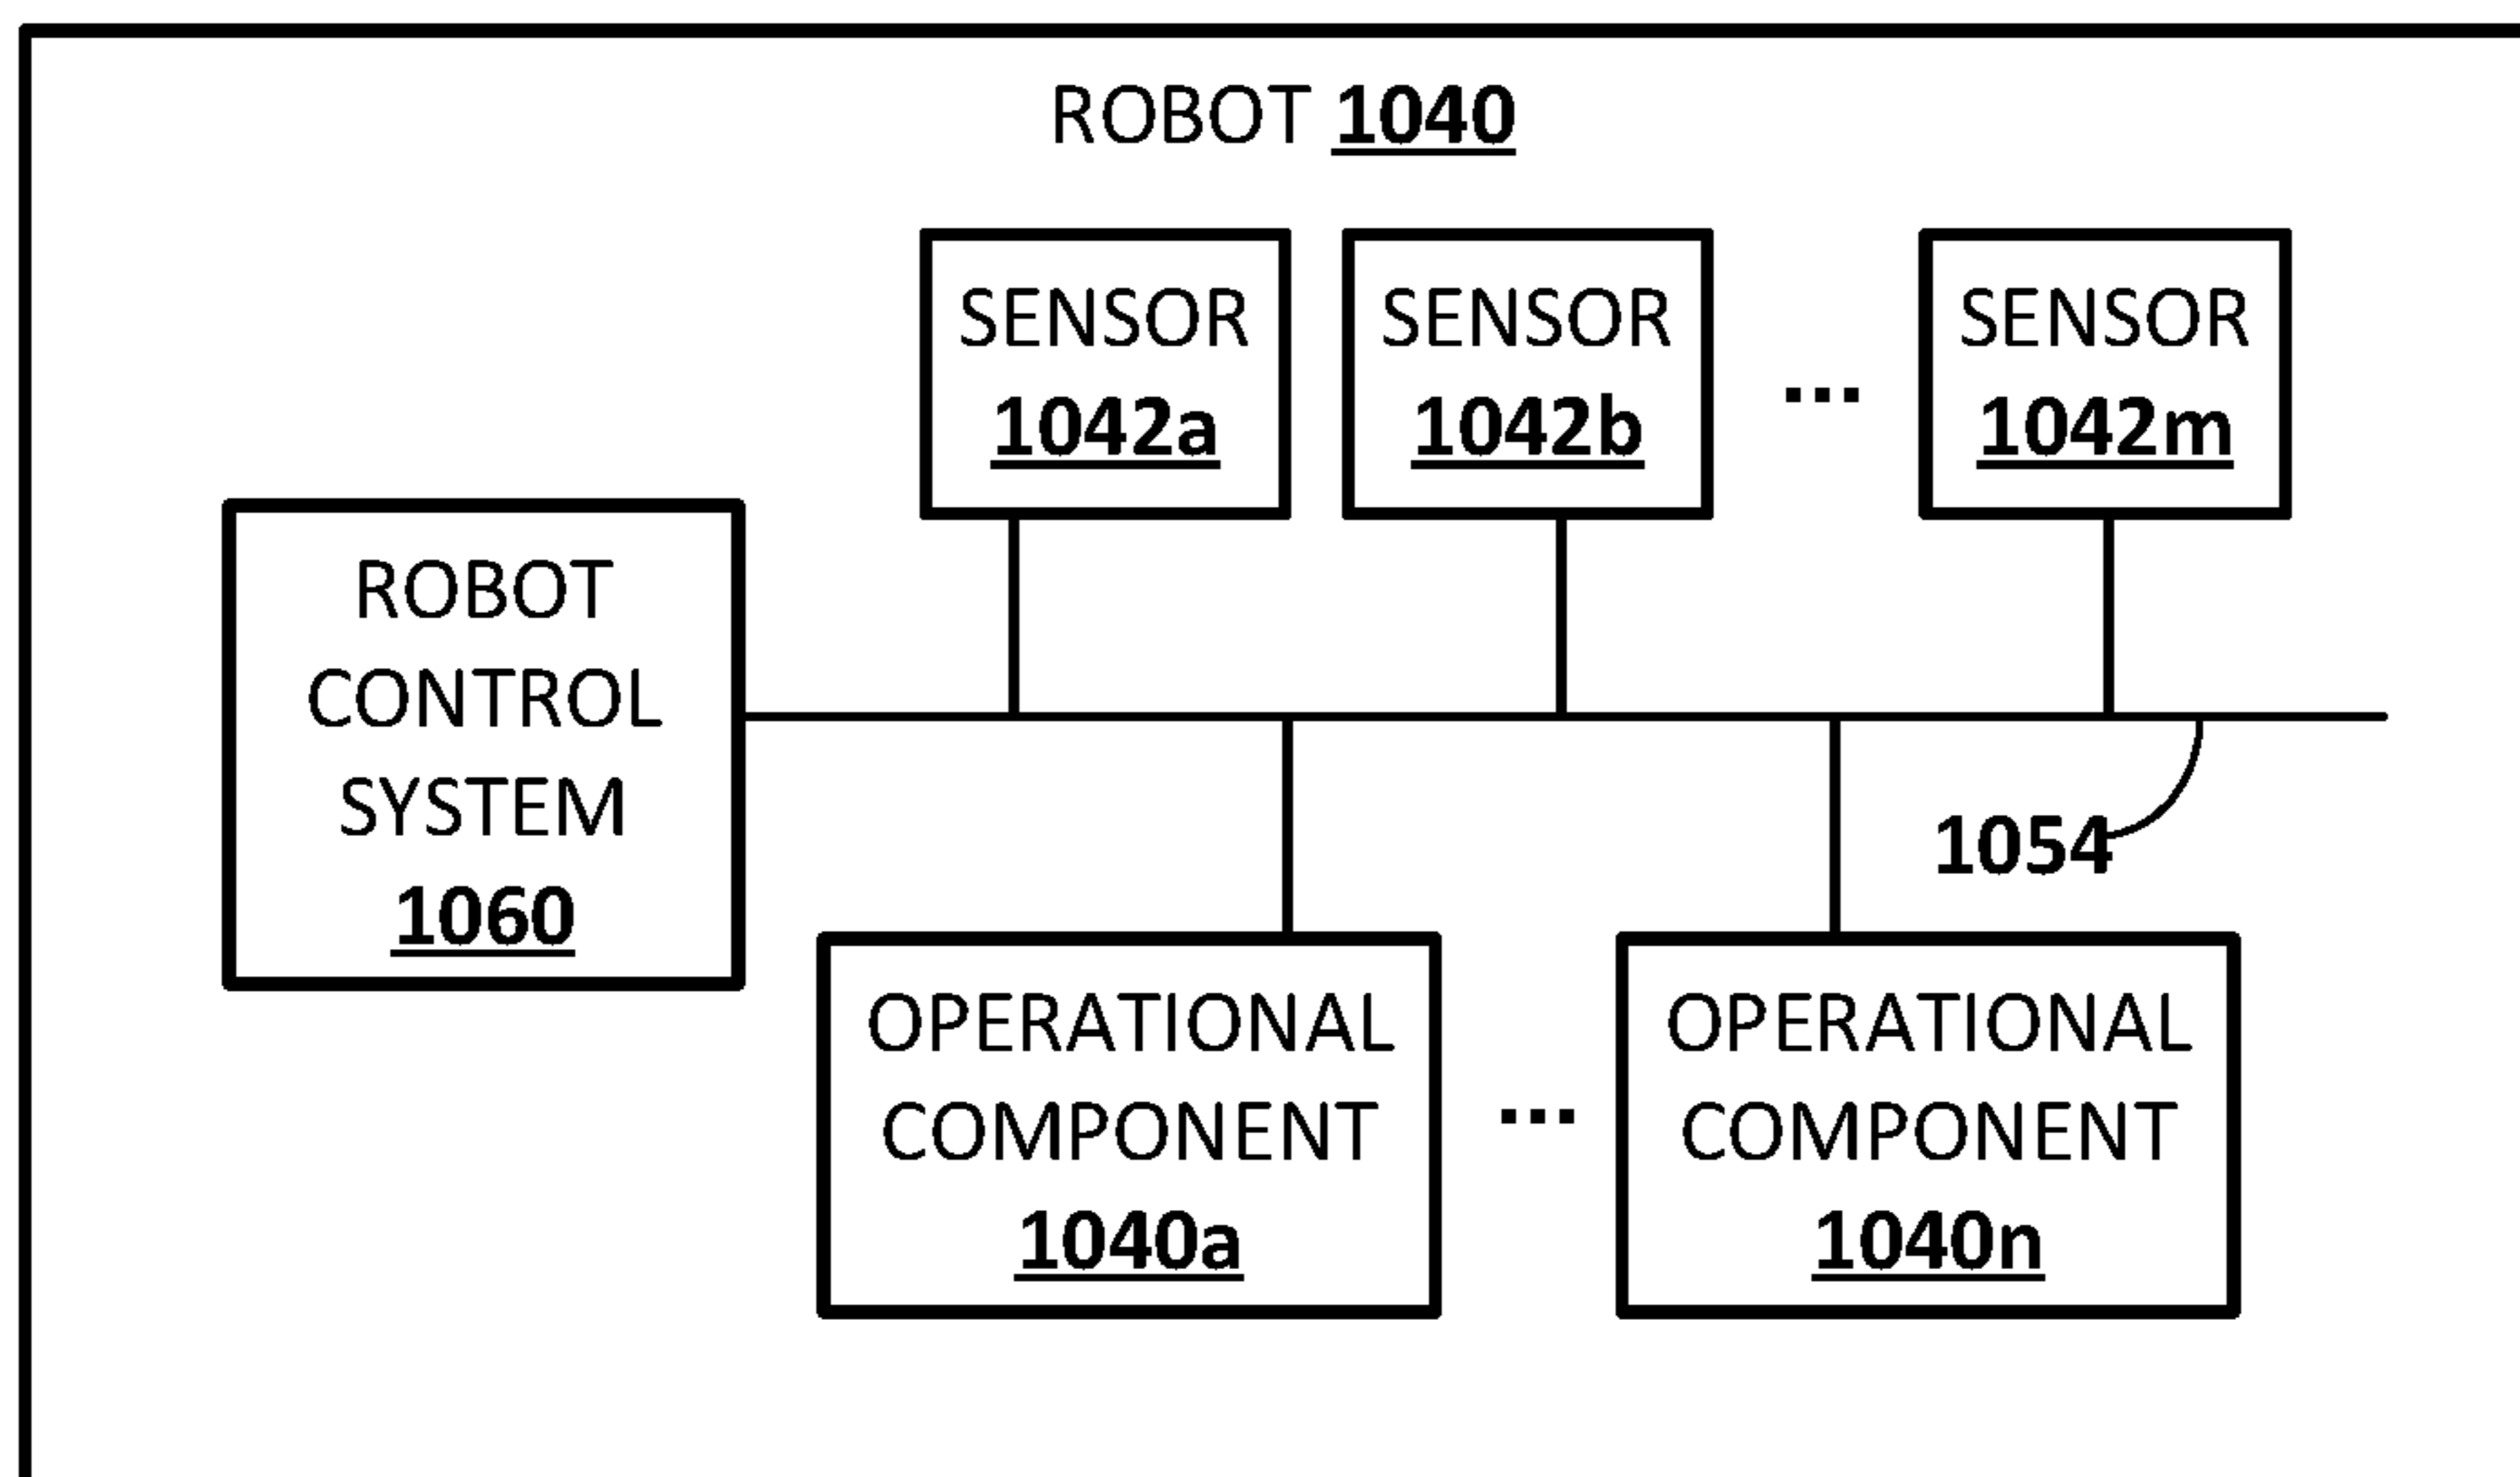 ROBOT 1040
SENSOR
1042a
SENSOR
1042b
...
SENSOR
1042m
ROBOT
CONTROL
SYSTEM
1060
1054
OPERATIONAL
COMPONENT
1040a
...
OPERATIONAL
COMPONENT
1040n